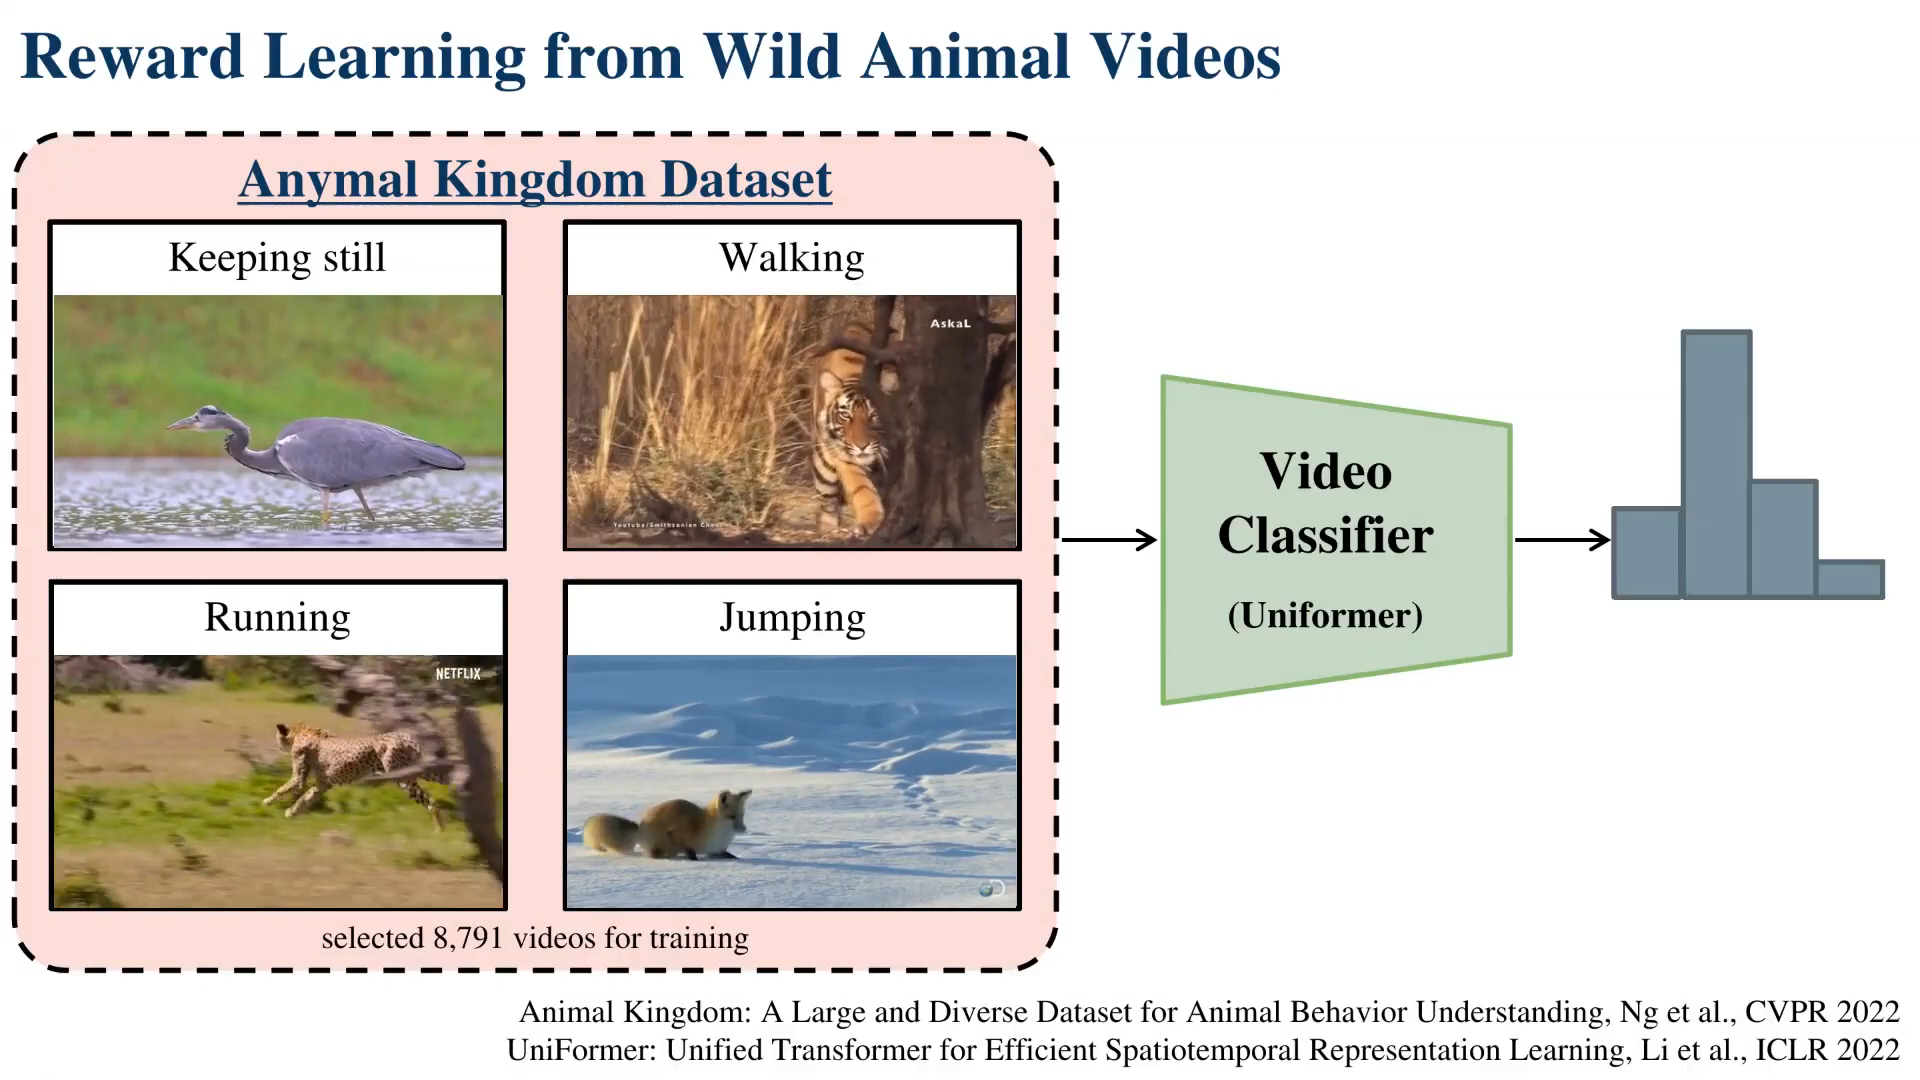 Reward Learning from Wild Animal Videos
Anymal Kingdom Dataset
Keeping still
Walking
AskaL
Youtube/Smithsonian
Running
NETFLIX
Jumping
selected 8,791 videos for training
Video
Classifier
(Uniformer)
Animal Kingdom: A Large and Diverse Dataset for Animal Behavior Understanding, Ng et al., CVPR 2022
UniFormer: Unified Transformer for Efficient Spatiotemporal Representation Learning, Li et al., ICLR 2022